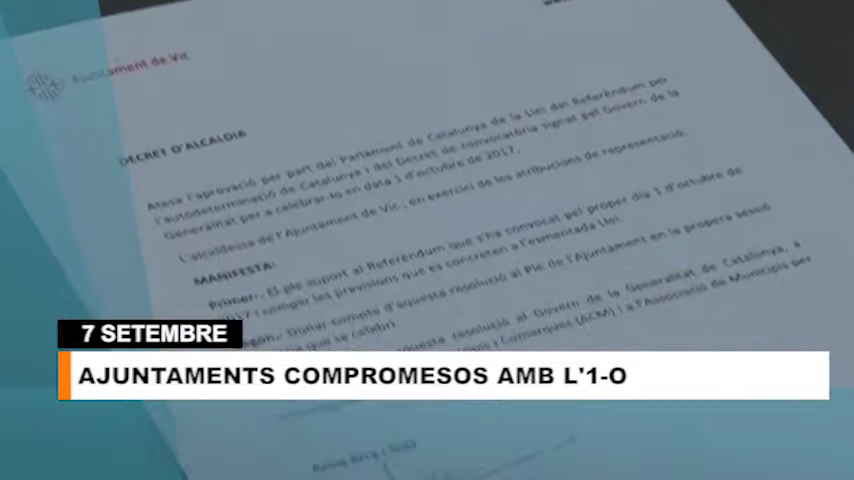 Ajuntament de Vic
DECRET D'ALCALDIA
Atesa l'aprovació per part del Parlament de Catalunya de la Llei del Referèndum per
l'autodeterminació de Catalunya i del Decret de convocatòria signat pel Govern de la
Generalitat per a celebrar-lo en data 1 d'octubre de 2017.
L'alcaldessa de l'Ajuntament de Vic, en exercici de les atribucions de representació,
MANIFESTA:
Primer.- El ple suport al Referèndum que s'ha convocat pel proper dia 1 d'octubre de
2017 i complir les previsions que es concreten a l'esmentada Llei.
Donar compte d'aquesta resolució al Ple de l'Ajuntament en la propera sessió
que se celebri
aquesta resolució al Govern de la Generalitat de Catalunya, a
i Comarques (ACM) i a l'Associació de Municipis per
7 SETEMBRE
AJUNTAMENTS COMPROMESOS AMB L'1-O
Anna Erra i Solà